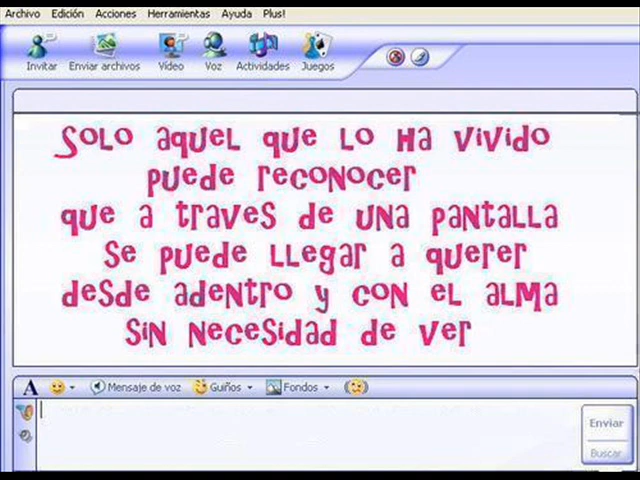 Archivo Edición Acciones Herramientas Ayuda Plus!
Invitar Enviar archivos Vídeo Voz Actividades Juegos
Solo aquel que lo ha vivido
puede reconocer
que a traves de una pantalla
se puede llegar a querer
desde adentro y con el alma
sin necesidad de ver
A Mensaje de voz Guiños Fondos
Enviar
Buscar